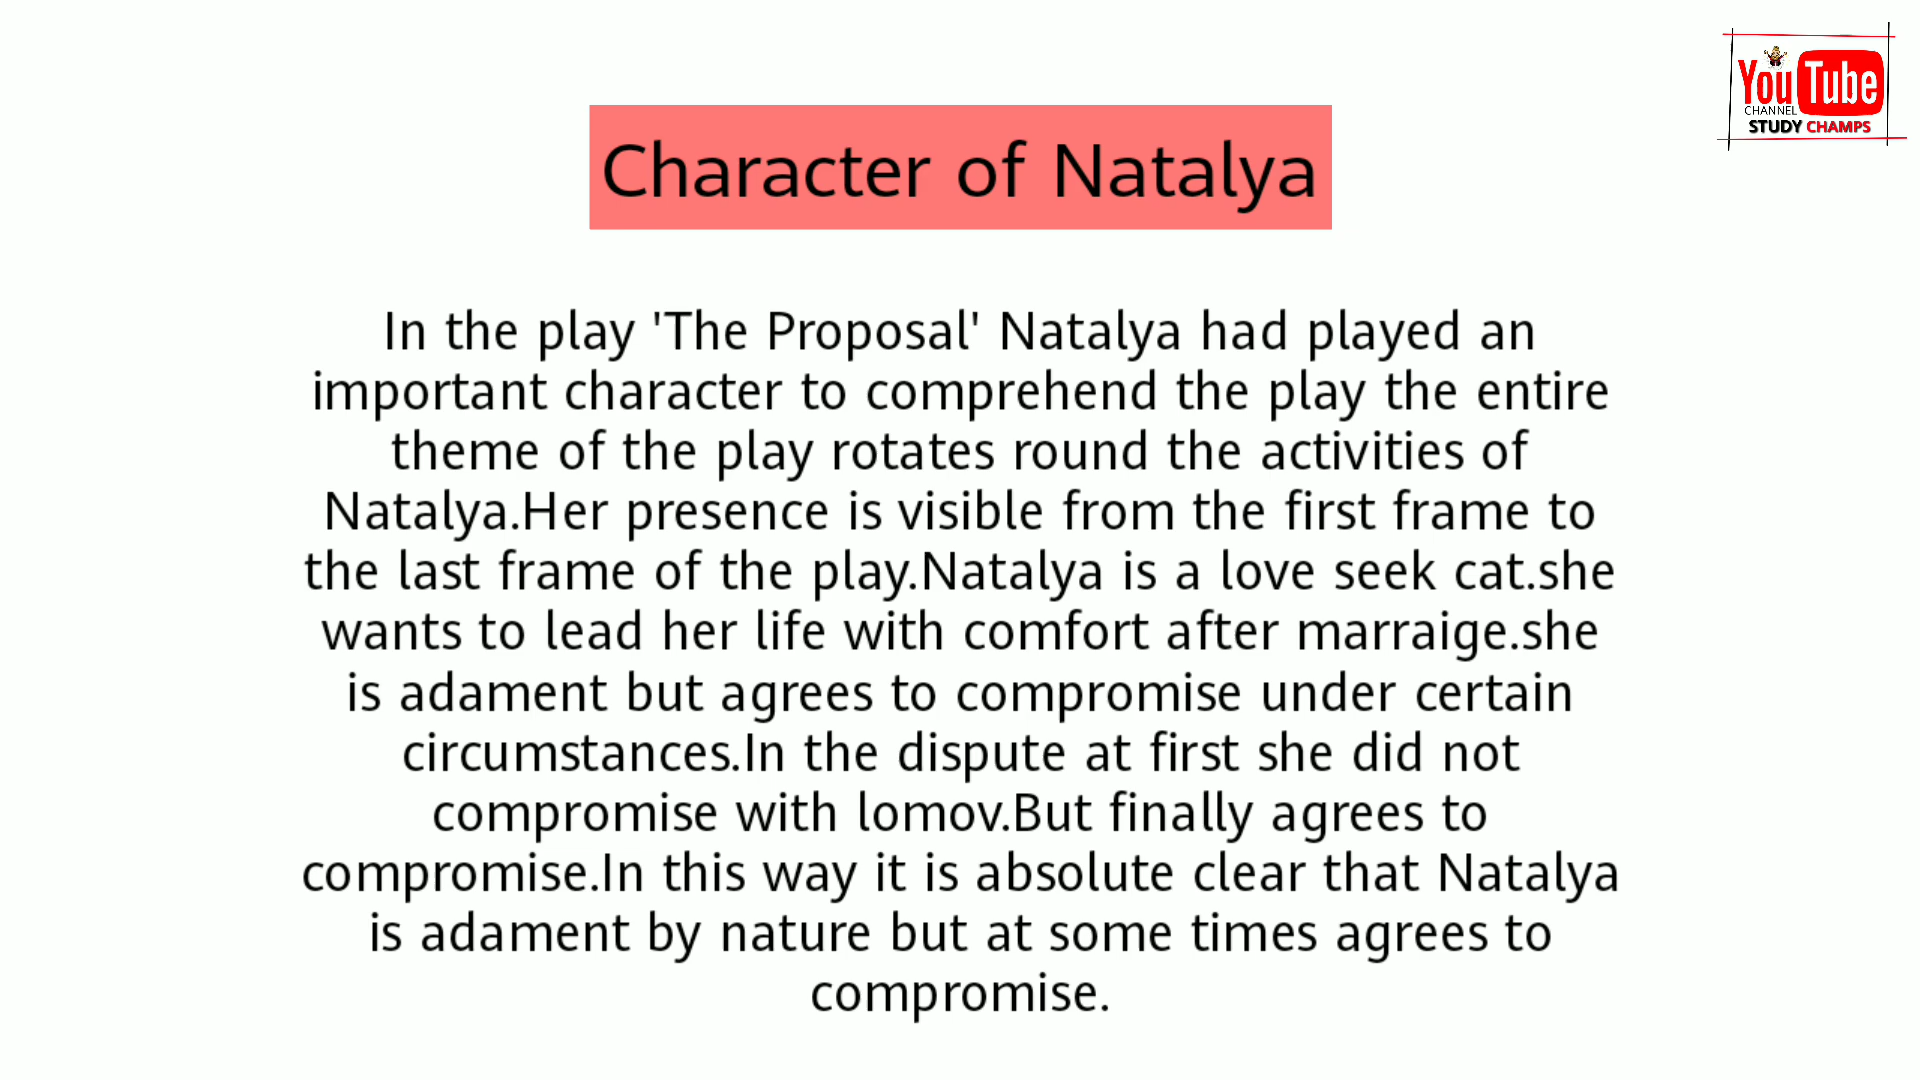 You Tube
CHANNEL
STUDY CHAMPS
Character of Natalya
In the play 'The Proposal' Natalya had played an
important character to comprehend the play the entire
theme of the play rotates round the activities of
Natalya.Her presence is visible from the first frame to
the last frame of the play.Natalya is a love seek cat.she
wants to lead her life with comfort after marraige.she
is adament but agrees to compromise under certain
circumstances.In the dispute at first she did not
compromise with lomov.But finally agrees to
compromise.In this way it is absolute clear that Natalya
is adament by nature but at some times agrees to
compromise.